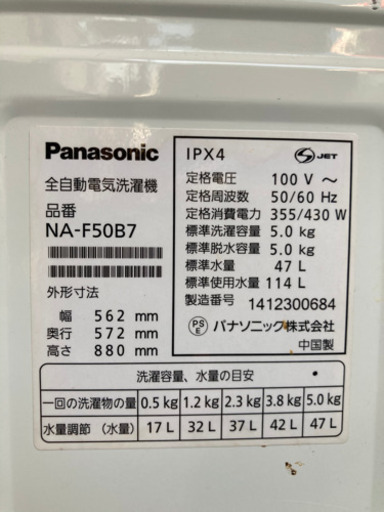 Panasonic
全自動電気洗濯機
品番
NA-F50B7
外形寸法
幅 562 mm
奥行 572 mm
高さ 880 mm
IPX4 S JET
定格電圧 100 V ～
定格周波数 50/60 Hz
定格消費電力 355/430 W
標準洗濯容量 5.0 kg
標準脱水容量 5.0 kg
標準水量 47 L
標準使用水量 114 L
製造番号 1412300684
PSE パナソニック株式会社
中国製
洗濯容量、水量の目安
一回の洗濯物の量 0.5 kg 1.2 kg 2.3 kg 3.8 kg 5.0 kg
水量調節（水量） 17 L 32 L 37 L 42 L 47 L